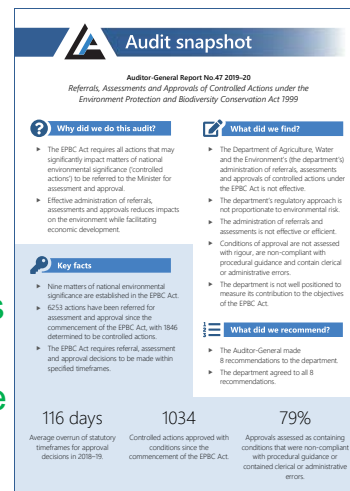 Audit snapshot
Auditor-General Report No.47 2019–20
Referrals, Assessments and Approvals of Controlled Actions under the
Environment Protection and Biodiversity Conservation Act 1999
Why did we do this audit?
► The EPBC Act requires all actions that may
significantly impact matters of national
environmental significance ('controlled
actions') to be referred to the Minister for
assessment and approval.
► Effective administration of referrals,
assessments and approvals reduces impacts
on the environment while facilitating
economic development.
Key facts
► Nine matters of national environmental
significance are established in the EPBC Act.
► 6253 actions have been referred for
assessment and approval since the
commencement of the EPBC Act, with 1846
determined to be controlled actions.
► The EPBC Act requires referral, assessment
and approval decisions to be made within
specified timeframes.
What did we find?
► The Department of Agriculture, Water
and the Environment's (the department's)
administration of referrals, assessments
and approvals of controlled actions under
the EPBC Act is not effective.
► The department's regulatory approach is
not proportionate to environmental risk.
► The administration of referrals and
assessments is not effective or efficient.
► Conditions of approval are not assessed
with rigour, are non-compliant with
procedural guidance and contain clerical
or administrative errors.
► The department is not well positioned to
measure its contribution to the objectives
of the EPBC Act.
1
2
3
What did we recommend?
► The Auditor-General made
8 recommendations to the department.
► The department agreed to all 8
recommendations.
116 days
Average overrun of statutory
timeframes for approval
decisions in 2018–19.
1034
Controlled actions approved with
conditions since the
commencement of the EPBC Act.
79%
Approvals assessed as containing
conditions that were non-compliant
with procedural guidance or
contained clerical or administrative
errors.
s
e